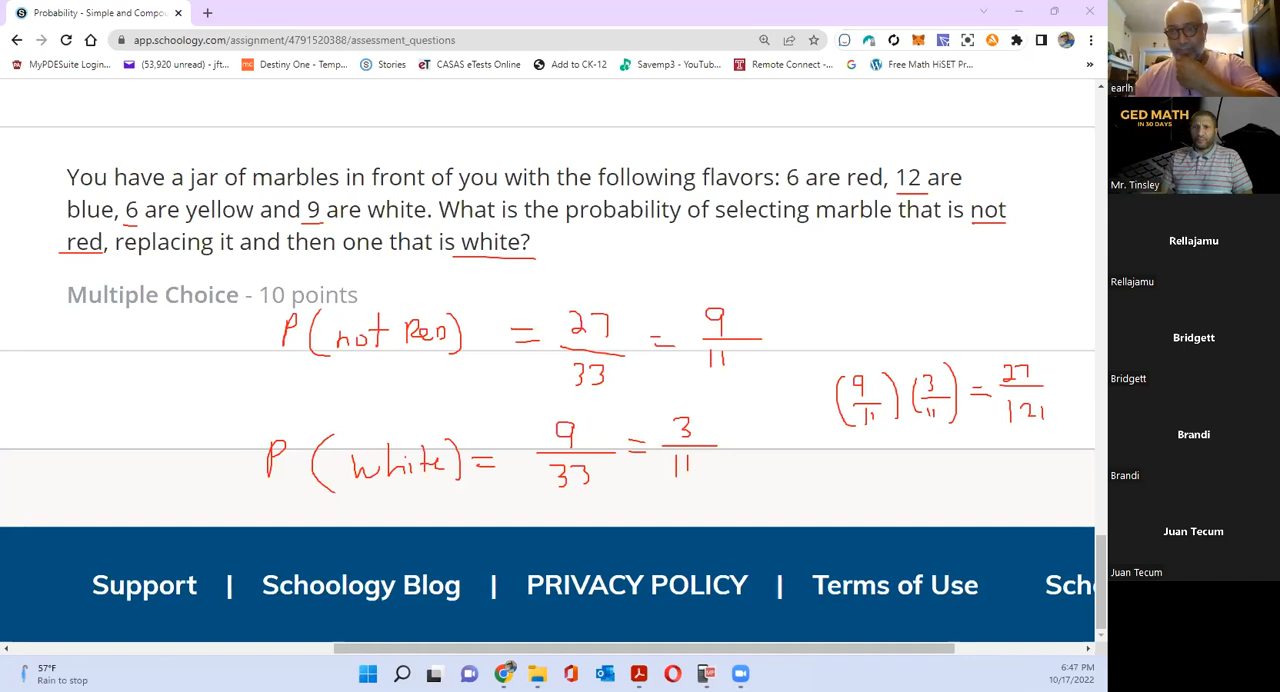 Probability - Simple and Compou
app.schoology.com/assignment/4791520388/assessment_questions
MyPDESuite Login...
(53,920 unread) - jft...
Destiny One - Temp...
Stories
eT
CASAS eTests Online
Add to CK-12
Savemp3 - YouTub...
Remote Connect -...
Free Math HiSET Pr...
earlh
GED MATH
IN 30 DAYS
Mr. Tinsley
You have a jar of marbles in front of you with the following flavors: 6 are red, 12 are
blue, 6 are yellow and 9 are white. What is the probability of selecting marble that is not
red, replacing it and then one that is white?
Multiple Choice - 10 points
P(not Red) = 27/33 = 9/11
(9/11)(3/11) = 27/121
P(white) = 9/33 = 3/11
Rellajamu
Rellajamu
Bridgett
Bridgett
Brandi
Brandi
Juan Tecum
Juan Tecum
Support | Schoology Blog | PRIVACY POLICY | Terms of Use Sch
57°F
Rain to stop
6:47 PM
10/17/2022